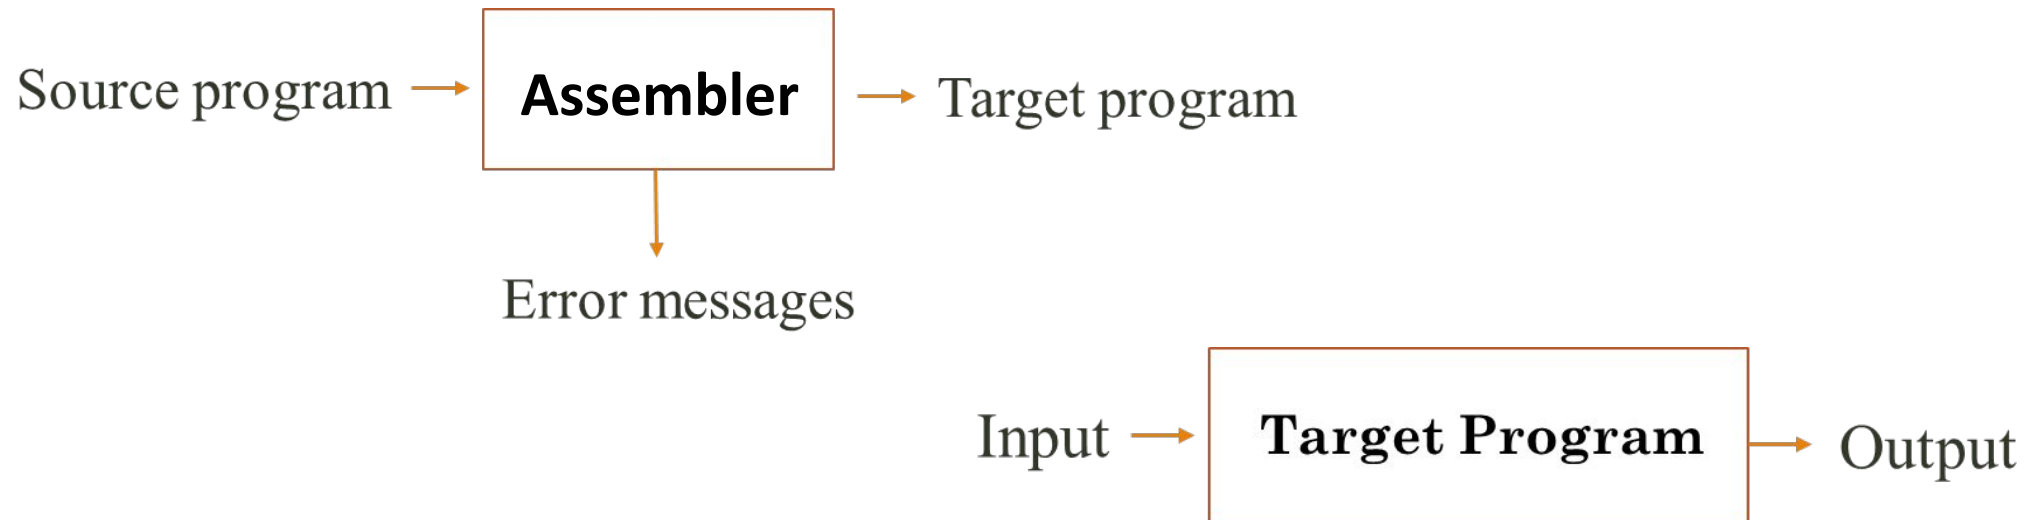 Source program
Assembler
Target program
Error messages
Input
Target Program
Output